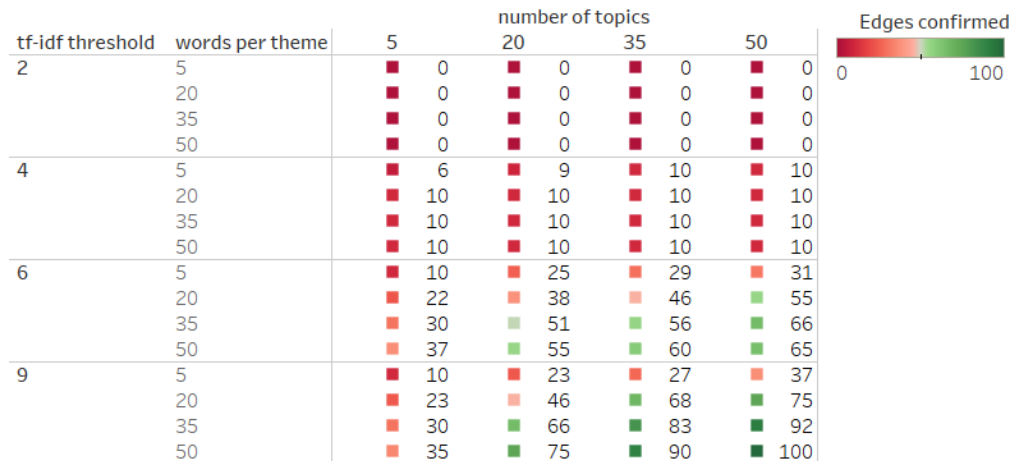 number of topics
Edges confirmed
tf-idf threshold words per theme 5 20 35 50
0 100
2 5 0 0 0 0
20 0 0 0 0
35 0 0 0 0
50 0 0 0 0
4 5 6 9 10 10
20 10 10 10 10
35 10 10 10 10
50 10 10 10 10
6 5 10 25 29 31
20 22 38 46 55
35 30 51 56 66
50 37 55 60 65
9 5 10 23 27 37
20 23 46 68 75
35 30 66 83 92
50 35 75 90 100